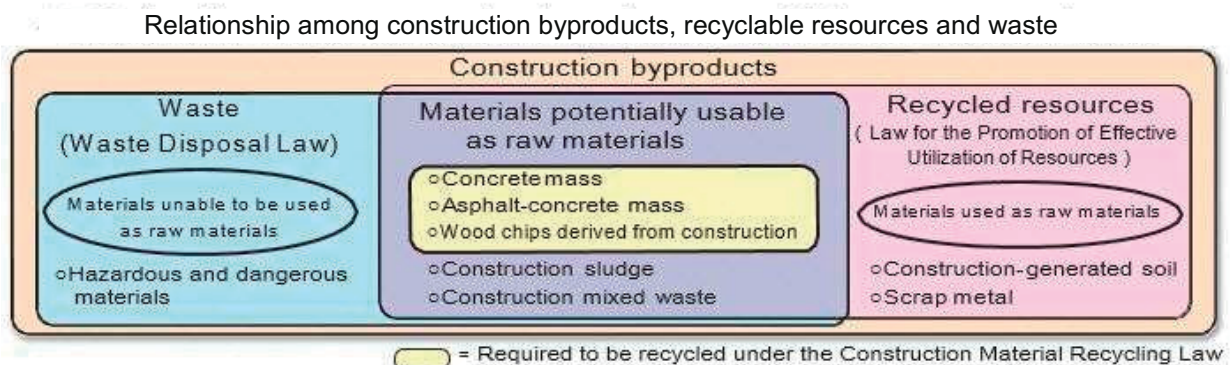 Relationship among construction byproducts, recyclable resources and waste
Construction byproducts
Waste
(Waste Disposal Law)
Materials unable to be used
as raw materials
○Hazardous and dangerous
materials
Materials potentially usable
as raw materials
○Concrete mass
○Asphalt-concrete mass
○Wood chips derived from construction
○Construction sludge
○Construction mixed waste
Recycled resources
( Law for the Promotion of Effective
Utilization of Resources )
Materials used as raw materials
○Construction-generated soil
○Scrap metal
= Required to be recycled under the Construction Material Recycling Law